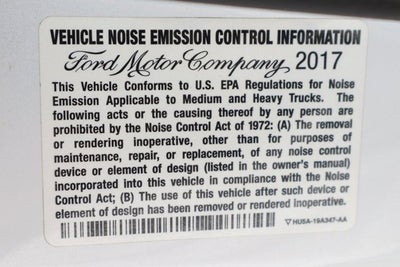 VEHICLE NOISE EMISSION CONTROL INFORMATION
Ford Motor Company 2017
This Vehicle Conforms to U.S. EPA Regulations for Noise
Emission Applicable to Medium and Heavy Trucks. The
following acts or the causing thereof by any person are
prohibited by the Noise Control Act of 1972: (A) The removal
or rendering inoperative, other than for purposes of
maintenance, repair, or replacement, of any noise control
device or element of design (listed in the owner's manual)
incorporated into this vehicle in compliance with the Noise
Control Act; (B) The use of this vehicle after such device or
element of design has been removed or rendered inoperative.
HU5A-19A347-AA